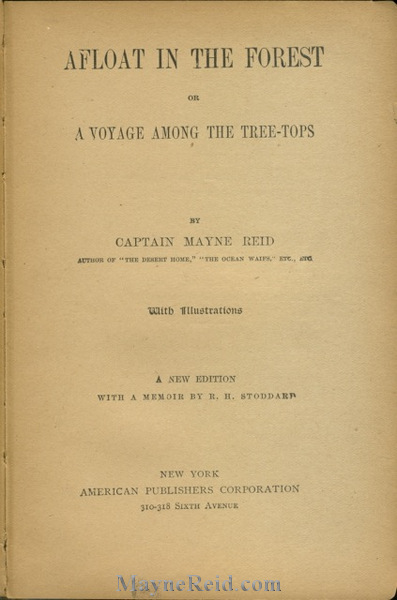 AFLOAT IN THE FOREST
OR
A VOYAGE AMONG THE TREE-TOPS
BY
CAPTAIN MAYNE REID
AUTHOR OF "THE DESERT HOME," "THE OCEAN WAIFS," ETC., ETC.
With Illustrations
A NEW EDITION
WITH A MEMOIR BY R. H. STODDARD
NEW YORK
AMERICAN PUBLISHERS CORPORATION
310-318 SIXTH AVENUE
MayneReid.com